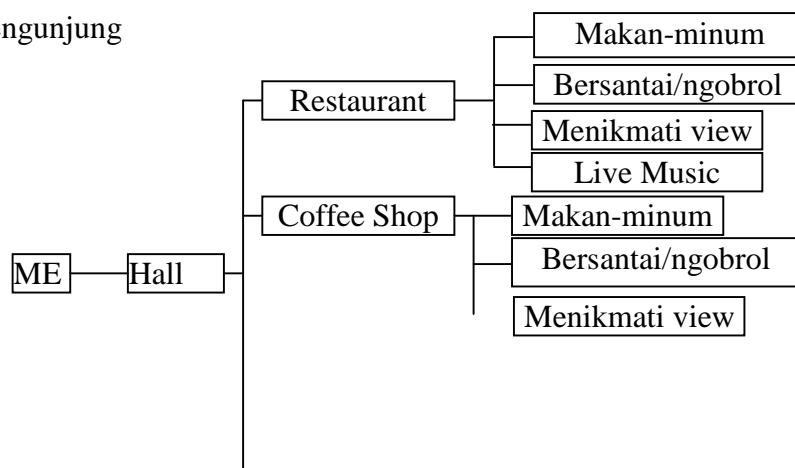 engunjung
Makan-minum
Bersantai/ngobrol
Restaurant
Menikmati view
Live Music
Coffee Shop
Makan-minum
Bersantai/ngobrol
ME
Hall
Menikmati view